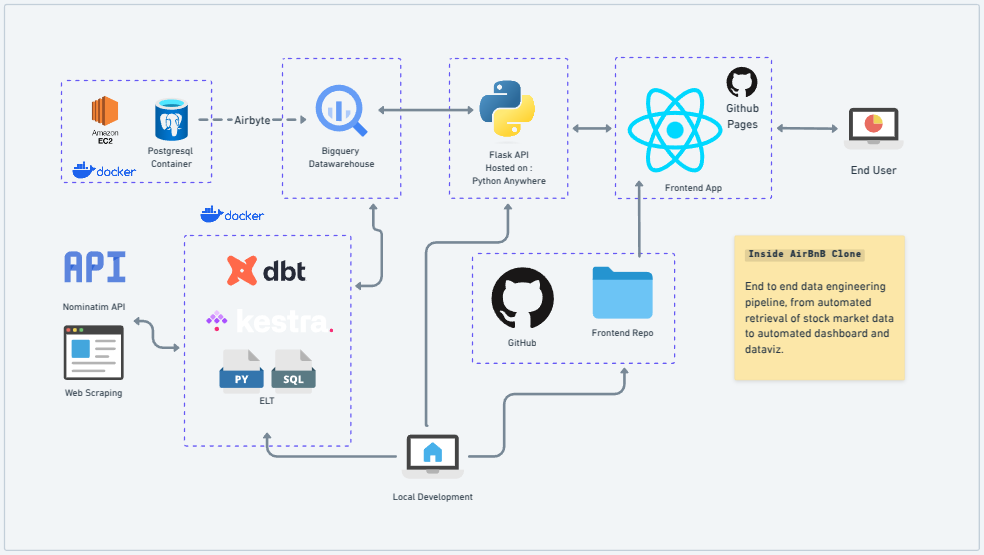 Amazon
EC2
Postgresql
Container
docker
Airbyte
Bigquery
Datawarehouse
Flask API
Hosted on :
Python Anywhere
Github
Pages
Frontend App
End User
docker
API
Nominatim API
Web Scraping
dbt
kestra.
PY
SQL
ELT
GitHub
Frontend Repo
Inside AirBnB Clone
End to end data engineering
pipeline, from automated
retrieval of stock market data
to automated dashboard and
dataviz.
Local Development